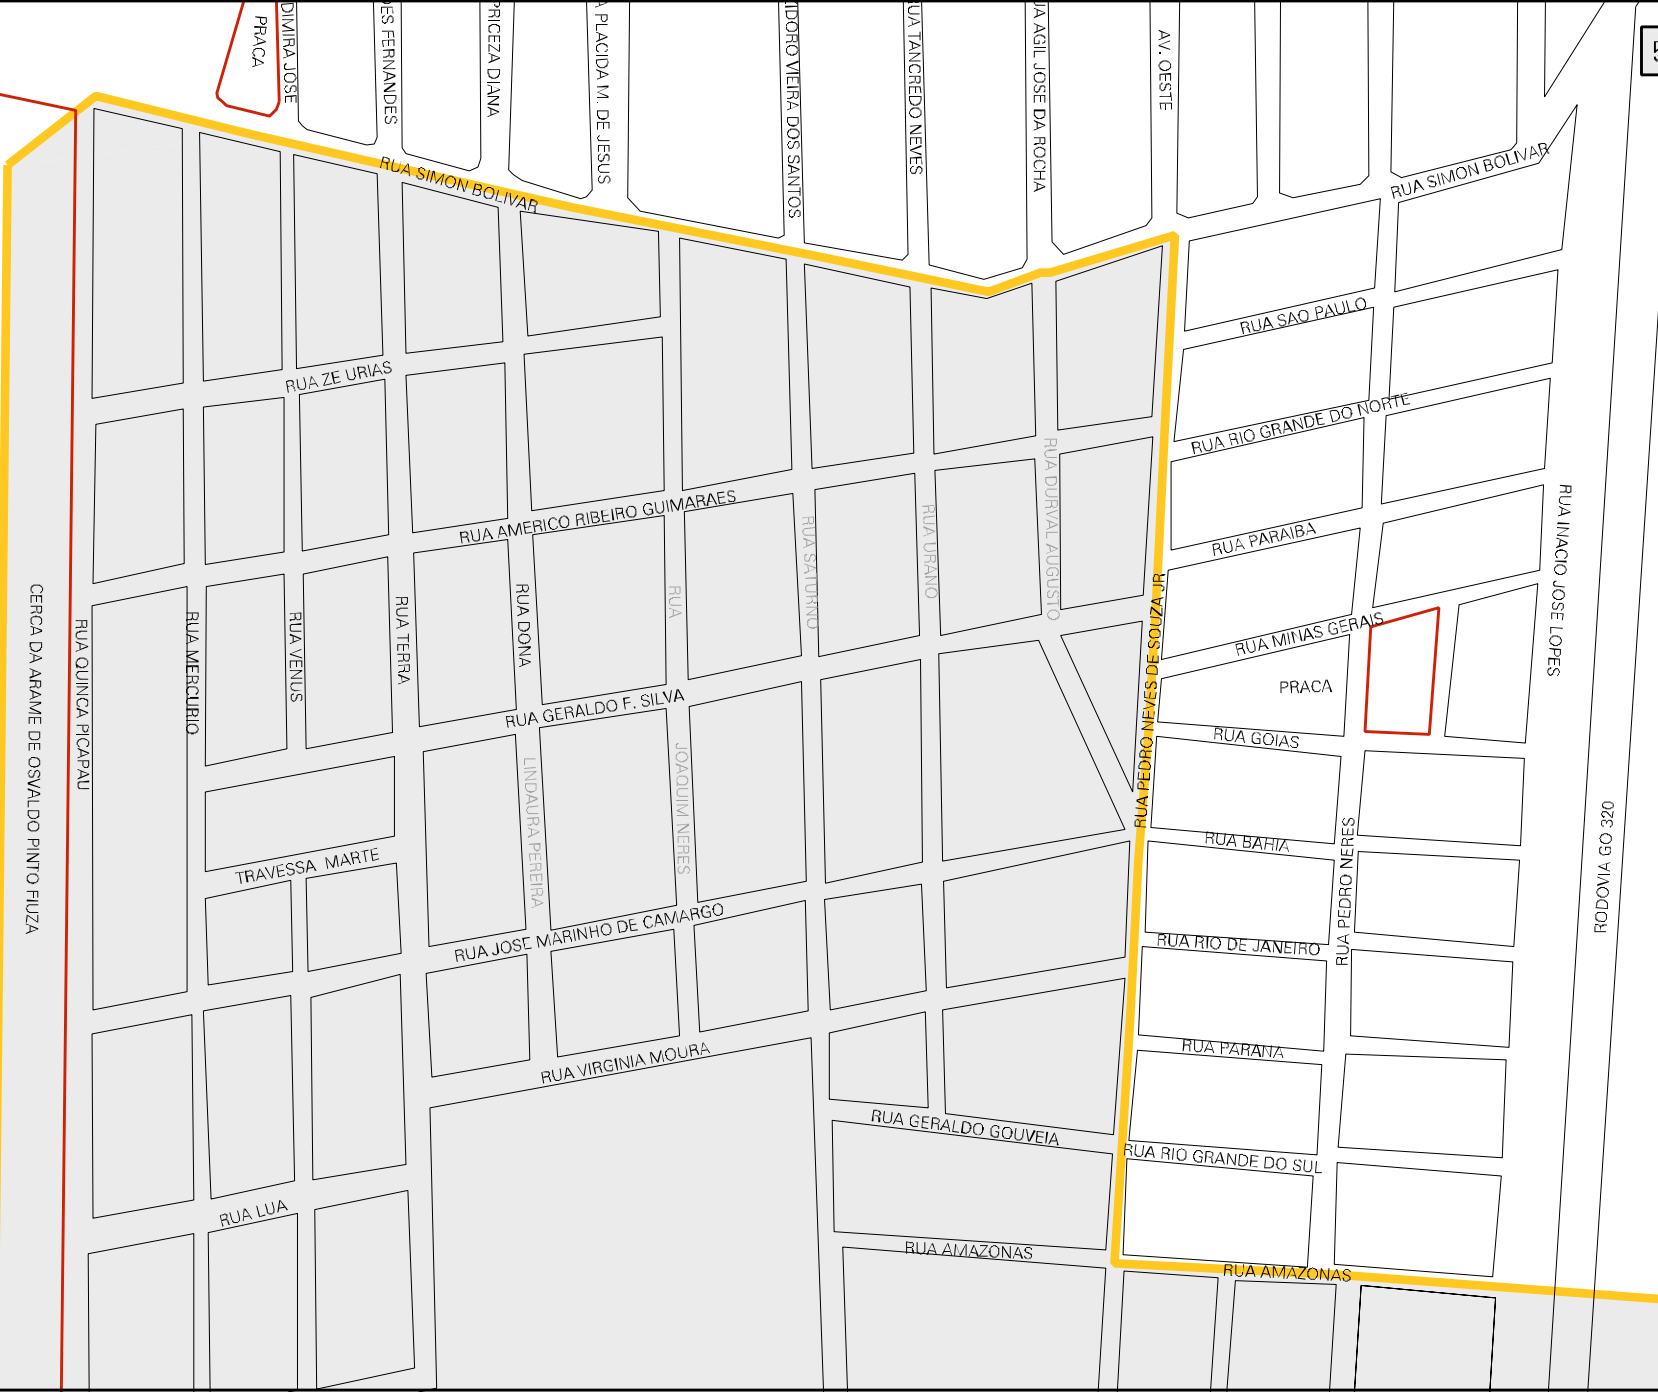 PRACA
DIMIRA JOSE
DES FERNANDES
PRICEZA DIANA
A PLACIDA M. DE JESUS
IDORO VIEIRA DOS SANTOS
RUA TANCREDO NEVES
UA AGIL JOSE DA ROCHA
AV. OESTE
RUA SIMON BOLIVAR
RUA SIMON BOLIVAR
RUA SAO PAULO
RUA ZE URIAS
RUA RIO GRANDE DO NORTE
RUA AMERICO RIBEIRO GUIMARAES
RUA DURVAL AUGUSTO
RUA SATURNO
RUA URANO
RUA PARAIBA
RUA INACIO JOSE LOPES
CERCA DA ARAME DE OSVALDO PINTO FIUZA
RUA QUINCA PICAPAU
RUA MERCURIO
RUA VENUS
RUA TERRA
RUA DONA
RUA
RUA PEDRO NEVES DE SOUZA JR
RUA MINAS GERAIS
PRACA
RUA GERALDO F. SILVA
RUA GOIAS
LINDAURA PEREIRA
JOAQUIM NERES
RUA BAHIA
RUA PEDRO NERES
RODOVIA GO 320
TRAVESSA MARTE
RUA JOSE MARINHO DE CAMARGO
RUA RIO DE JANEIRO
RUA VIRGINIA MOURA
RUA PARANA
RUA GERALDO GOUVEIA
RUA RIO GRANDE DO SUL
RUA LUA
RUA AMAZONAS
RUA AMAZONAS